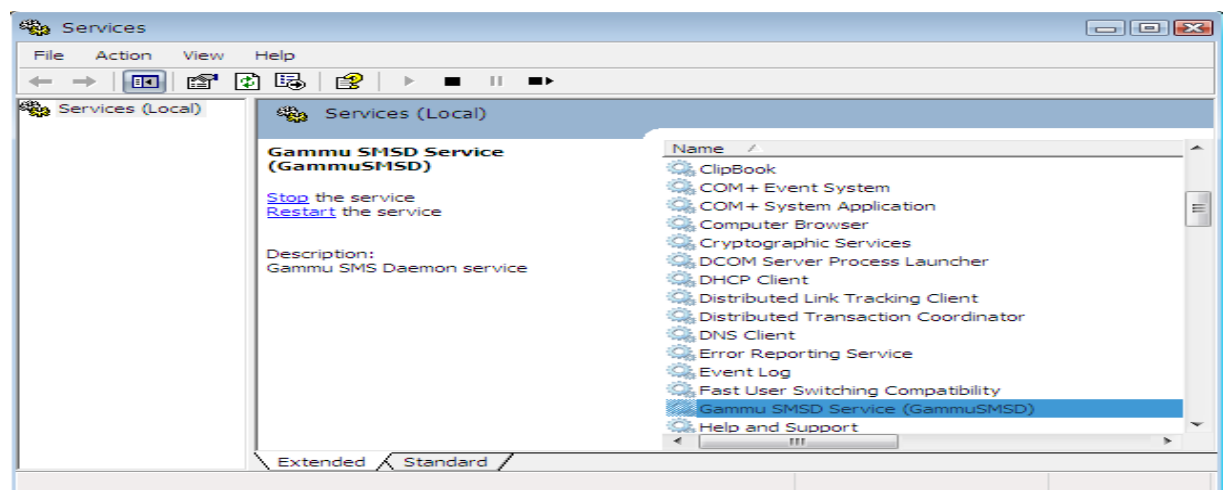 Services
File Action View Help
Services (Local)
Services (Local)
Gammu SMSD Service
(GammuSMSD)
Stop the service
Restart the service
Description:
Gammu SMS Daemon service
Name
ClipBook
COM+ Event System
COM+ System Application
Computer Browser
Cryptographic Services
DCOM Server Process Launcher
DHCP Client
Distributed Link Tracking Client
Distributed Transaction Coordinator
DNS Client
Error Reporting Service
Event Log
Fast User Switching Compatibility
Gammu SMSD Service (GammuSMSD)
Help and Support
Extended Standard